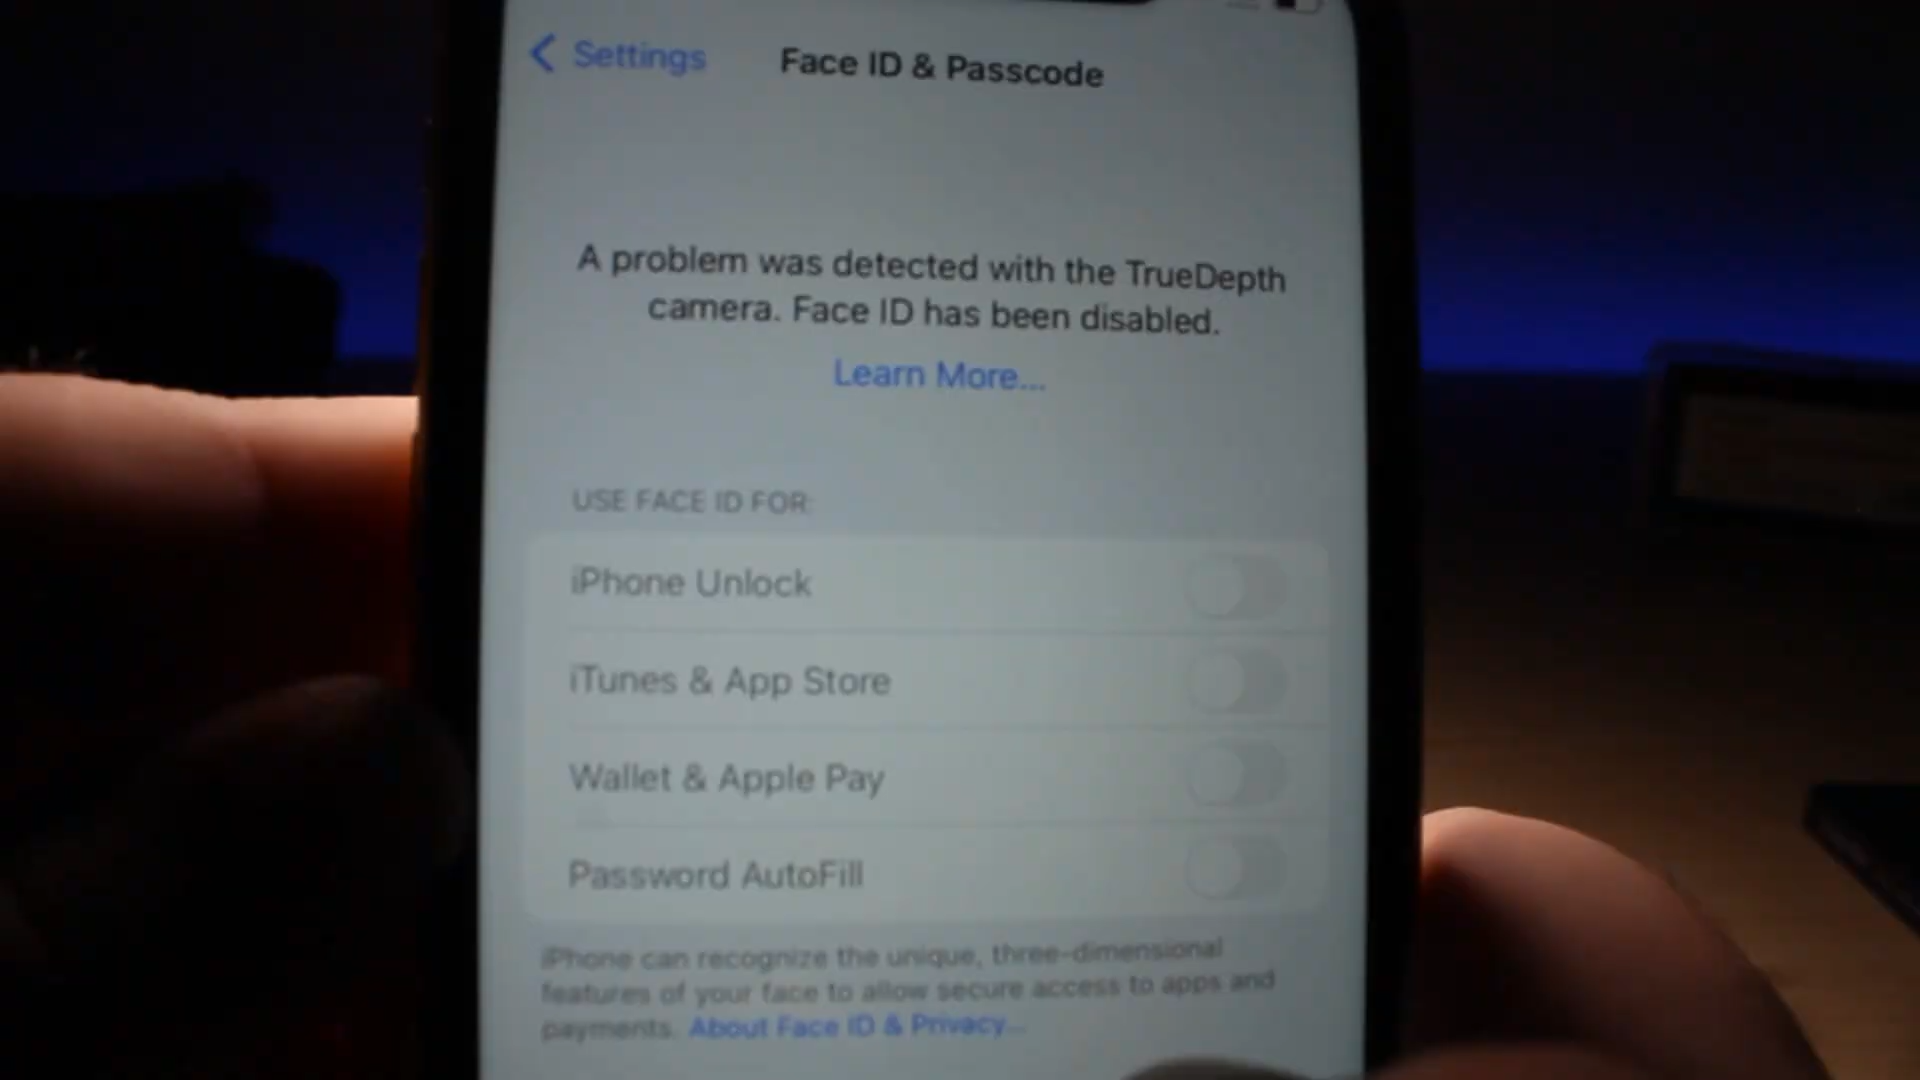 Settings
Face ID & Passcode
A problem was detected with the TrueDepth
camera. Face ID has been disabled.
Learn More...
USE FACE ID FOR:
iPhone Unlock
iTunes & App Store
Wallet & Apple Pay
Password AutoFill
iPhone can recognize the unique, three-dimensional
features of your face to allow secure access to apps and
payments. About Face ID & Privacy...